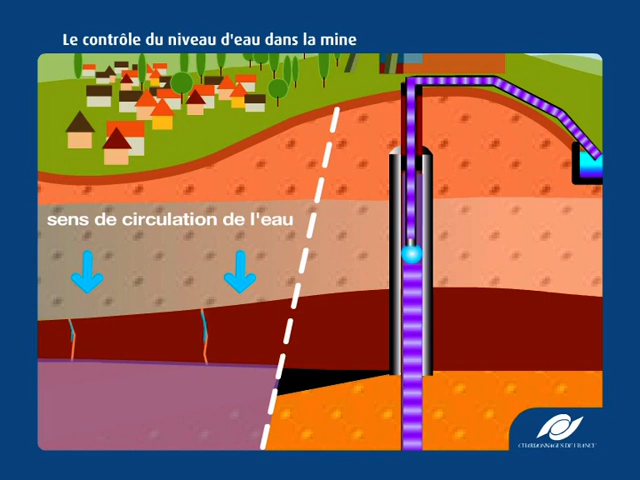 Le contrôle du niveau d'eau dans la mine
sens de circulation de l'eau
CHARBONNAGES DE FRANCE